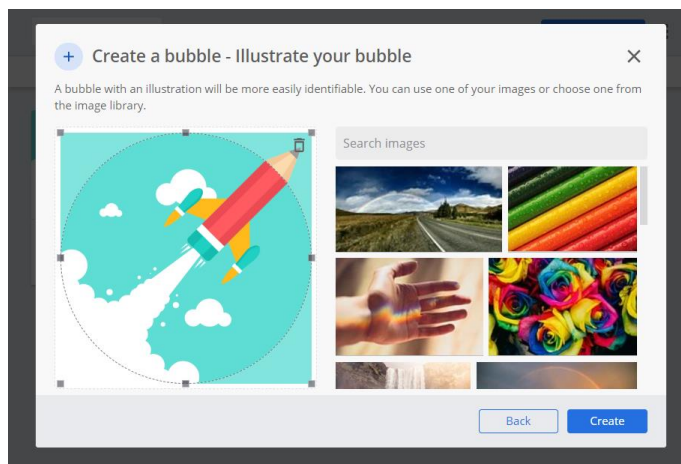 Create a bubble - Illustrate your bubble
A bubble with an illustration will be more easily identifiable. You can use one of your images or choose one from
the image library.
Search images
Back
Create